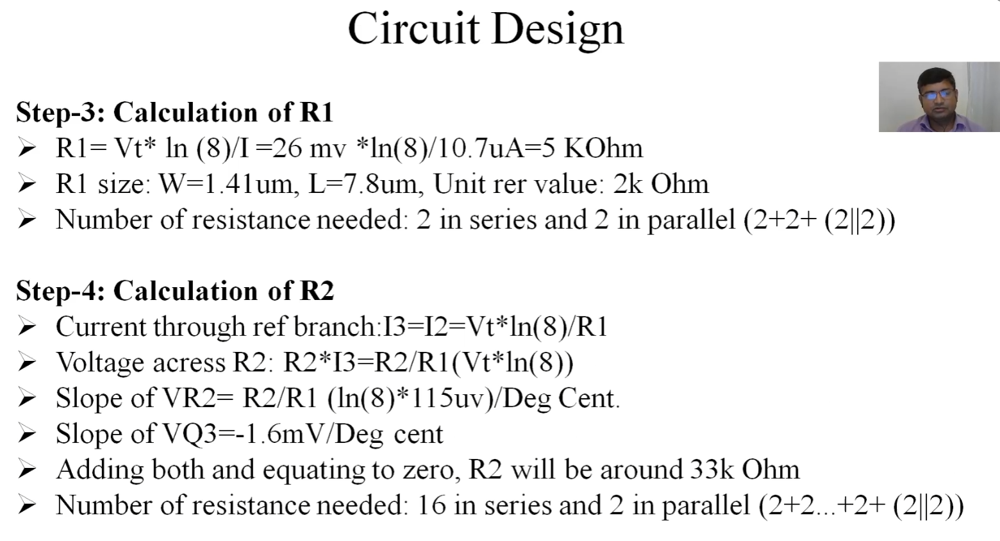 Circuit Design
Step-3: Calculation of R1
➢ R1= Vt* ln (8)/I =26 mv *ln(8)/10.7uA=5 KOhm
➢ R1 size: W=1.41um, L=7.8um, Unit rer value: 2k Ohm
➢ Number of resistance needed: 2 in series and 2 in parallel (2+2+ (2||2))
Step-4: Calculation of R2
➢ Current through ref branch:I3=I2=Vt*ln(8)/R1
➢ Voltage acress R2: R2*I3=R2/R1(Vt*ln(8))
➢ Slope of VR2= R2/R1 (ln(8)*115uv)/Deg Cent.
➢ Slope of VQ3=-1.6mV/Deg cent
➢ Adding both and equating to zero, R2 will be around 33k Ohm
➢ Number of resistance needed: 16 in series and 2 in parallel (2+2...+2+ (2||2))